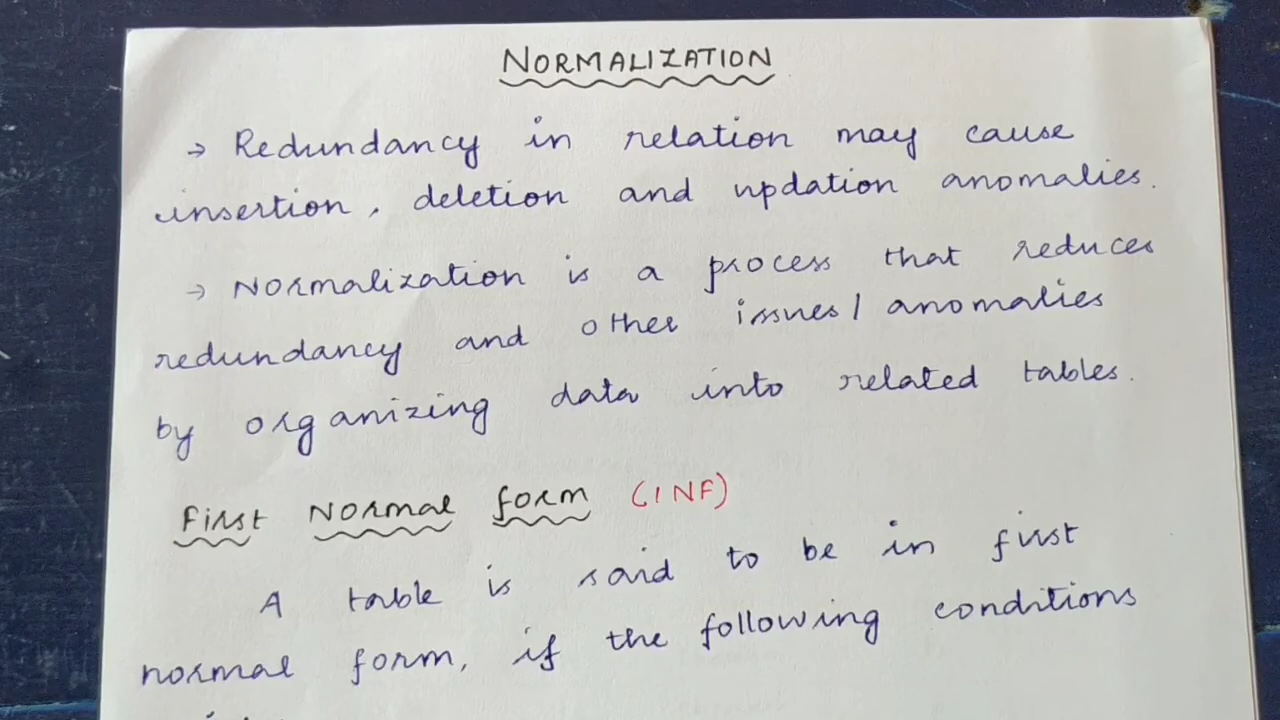 NORMALIZATION
→ Redundancy in relation may cause
insertion, deletion and updation anomalies.
→ Normalization is a process that reduces
redundancy and other issues/anomalies
by organizing data into related tables.
First Normal form (1NF)
A table is said to be in first
normal form, if the following conditions